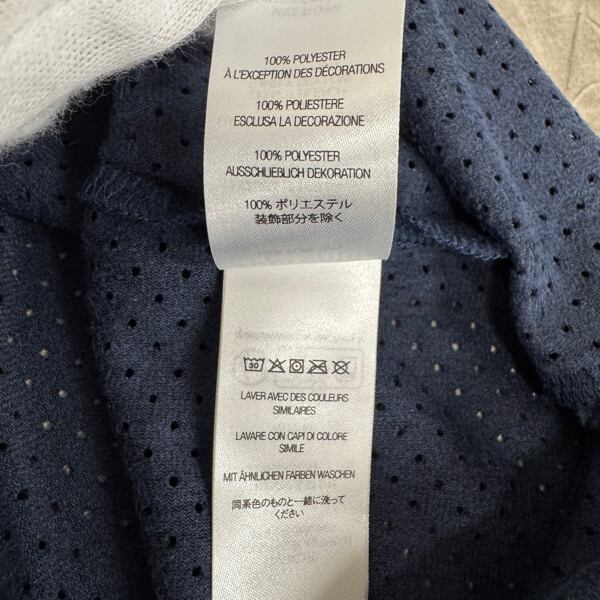 100% POLYESTER
À L'EXCEPTION DES DÉCORATIONS
100% POLIESTERE
ESCLUSA LA DECORAZIONE
100% POLYESTER
AUSSCHLIEBLICH DEKORATION
100% ポリエステル
装飾部分を除く
30
LAVER AVEC DES COULEURS
SIMILAIRES
LAVARE CON CAPI DI COLORE
SIMILE
MIT ÄHNLICHEN FARBEN WASCHEN
同系色のものと一緒に洗って
ください